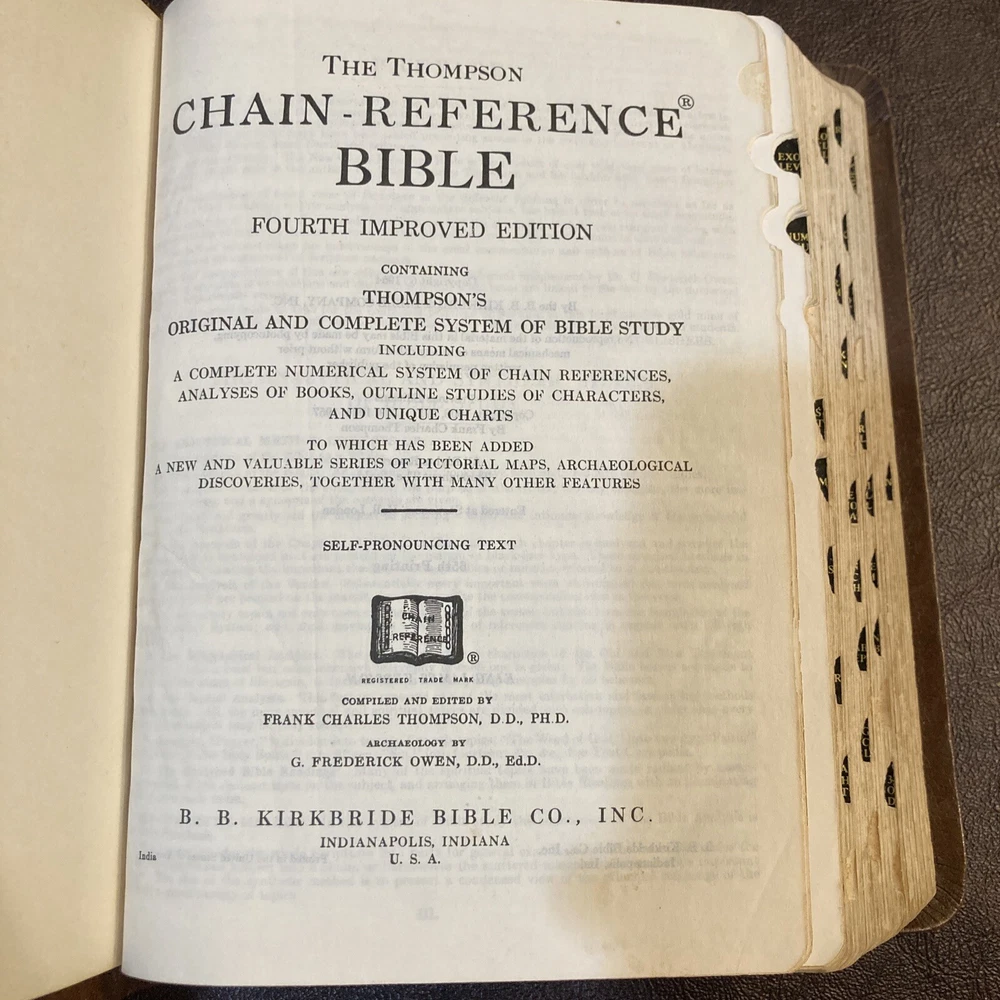 THE THOMPSON
CHAIN-REFERENCE®
BIBLE
FOURTH IMPROVED EDITION
CONTAINING
THOMPSON'S
ORIGINAL AND COMPLETE SYSTEM OF BIBLE STUDY
INCLUDING
A COMPLETE NUMERICAL SYSTEM OF CHAIN REFERENCES,
ANALYSES OF BOOKS, OUTLINE STUDIES OF CHARACTERS,
AND UNIQUE CHARTS
TO WHICH HAS BEEN ADDED
A NEW AND VALUABLE SERIES OF PICTORIAL MAPS, ARCHAEOLOGICAL
DISCOVERIES, TOGETHER WITH MANY OTHER FEATURES
SELF-PRONOUNCING TEXT
CHAIN
REFERENCE
®
REGISTERED TRADE MARK
COMPILED AND EDITED BY
FRANK CHARLES THOMPSON, D.D., PH.D.
ARCHAEOLOGY BY
G. FREDERICK OWEN, D.D., Ed.D.
B. B. KIRKBRIDE BIBLE CO., INC.
INDIANAPOLIS, INDIANA
U. S. A.
India
EXO
LEV